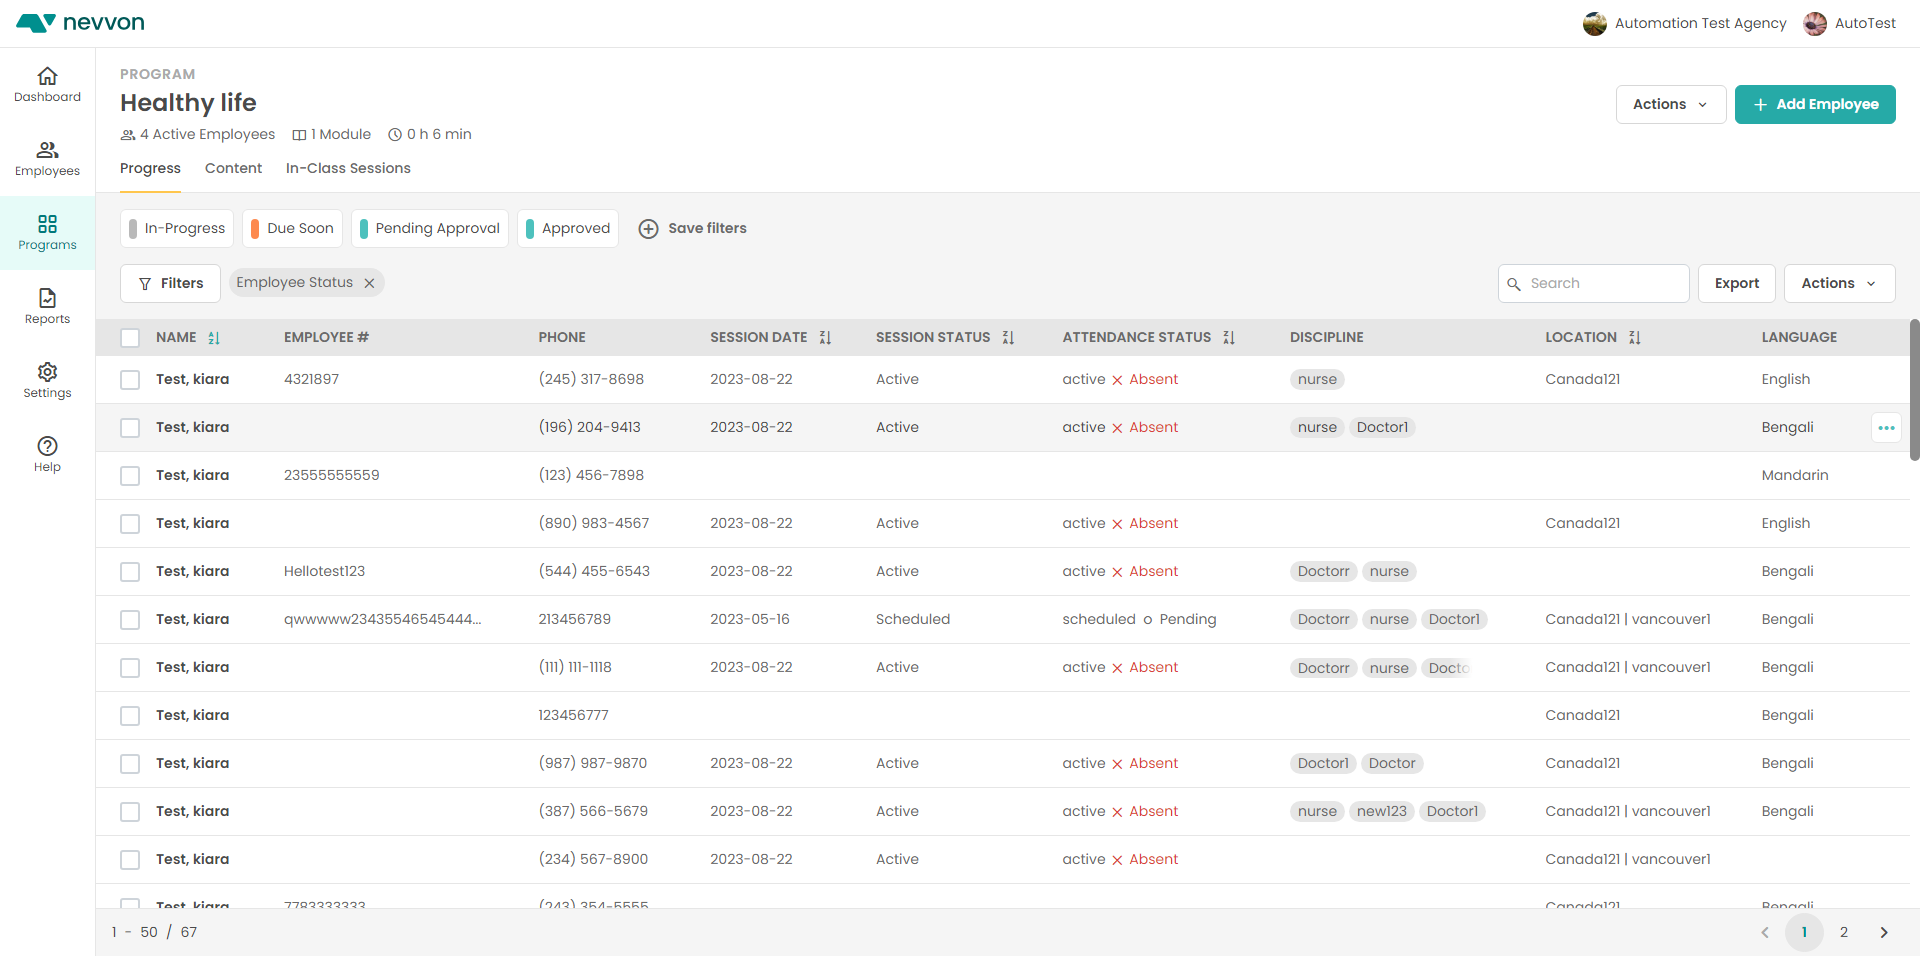 nevvon
Automation Test Agency AutoTest
Dashboard
Employees
Programs
Reports
Settings
Help
PROGRAM
Healthy life
4 Active Employees 1 Module 0 h 6 min
Actions + Add Employee
Progress Content In-Class Sessions
In-Progress Due Soon Pending Approval Approved Save filters
Filters Employee Status Search Export Actions
NAME EMPLOYEE # PHONE SESSION DATE SESSION STATUS ATTENDANCE STATUS DISCIPLINE LOCATION LANGUAGE
Test, kiara 4321897 (245) 317-8698 2023-08-22 Active active Absent nurse Canada121 English
Test, kiara (196) 204-9413 2023-08-22 Active active Absent nurse Doctor1 Bengali
Test, kiara 23555555559 (123) 456-7898 Mandarin
Test, kiara (890) 983-4567 2023-08-22 Active active Absent Canada121 English
Test, kiara Hellotest123 (544) 455-6543 2023-08-22 Active active Absent Doctorr nurse Bengali
Test, kiara qwwwww23435546545444... 213456789 2023-05-16 Scheduled scheduled o Pending Doctorr nurse Doctor1 Canada121 | vancouver1 Bengali
Test, kiara (111) 111-1118 2023-08-22 Active active Absent Doctorr nurse Docto Canada121 | vancouver1 Bengali
Test, kiara 123456777 Canada121 Bengali
Test, kiara (987) 987-9870 2023-08-22 Active active Absent Doctor1 Doctor Canada121 Bengali
Test, kiara (387) 566-5679 2023-08-22 Active active Absent nurse new123 Doctor1 Canada121 | vancouver1 Bengali
Test, kiara (234) 567-8900 2023-08-22 Active active Absent Canada121 | vancouver1
Test, kiara 7783333333 (243) 354-5555 Canada121 Bengali
1 - 50 / 67 < 1 2 >